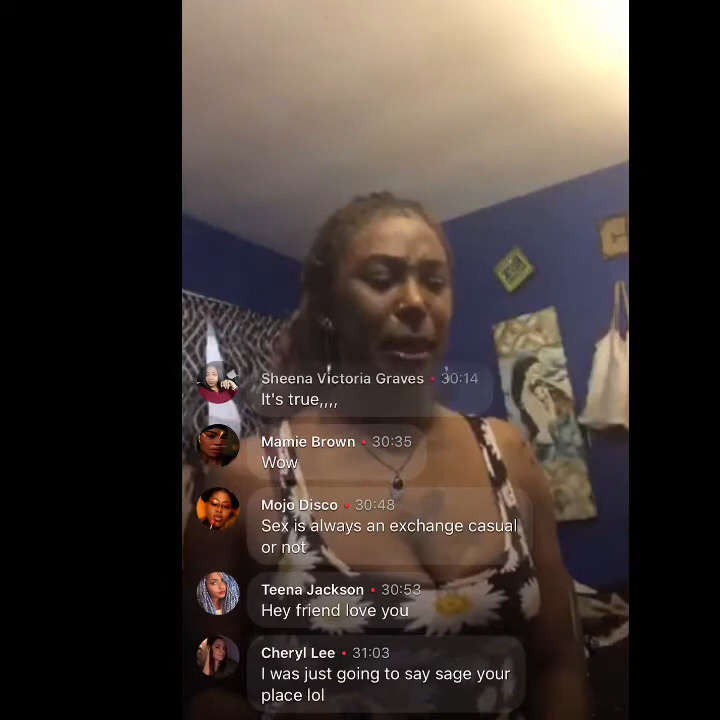 Sheena Victoria Graves • 30:14
It's true,,,,
Mamie Brown • 30:35
Wow
Mojo Disco • 30:48
Sex is always an exchange casual
or not
Teena Jackson • 30:53
Hey friend love you
Cheryl Lee • 31:03
I was just going to say sage your
place lol